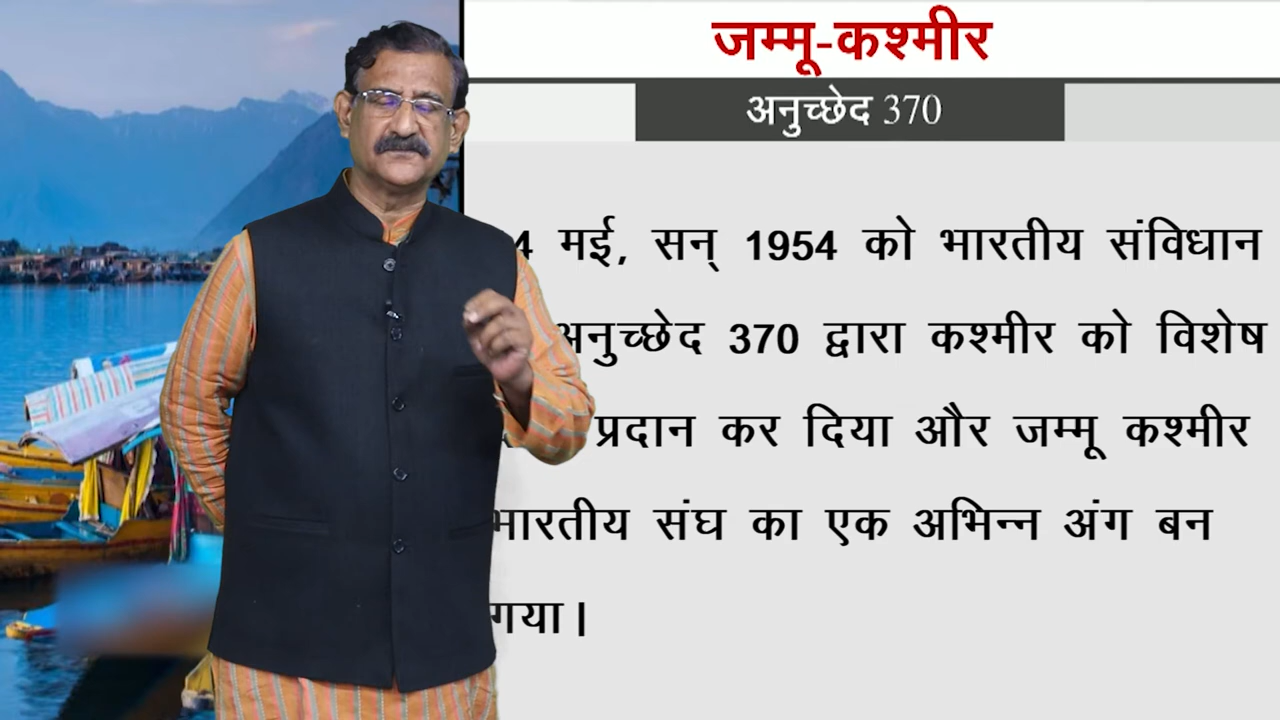 जम्मू-कश्मीर
अनुच्छेद 370
4 मई, सन् 1954 को भारतीय संविधान
अनुच्छेद 370 द्वारा कश्मीर को विशेष
प्रदान कर दिया और जम्मू कश्मीर
भारतीय संघ का एक अभिन्न अंग बन
गया।